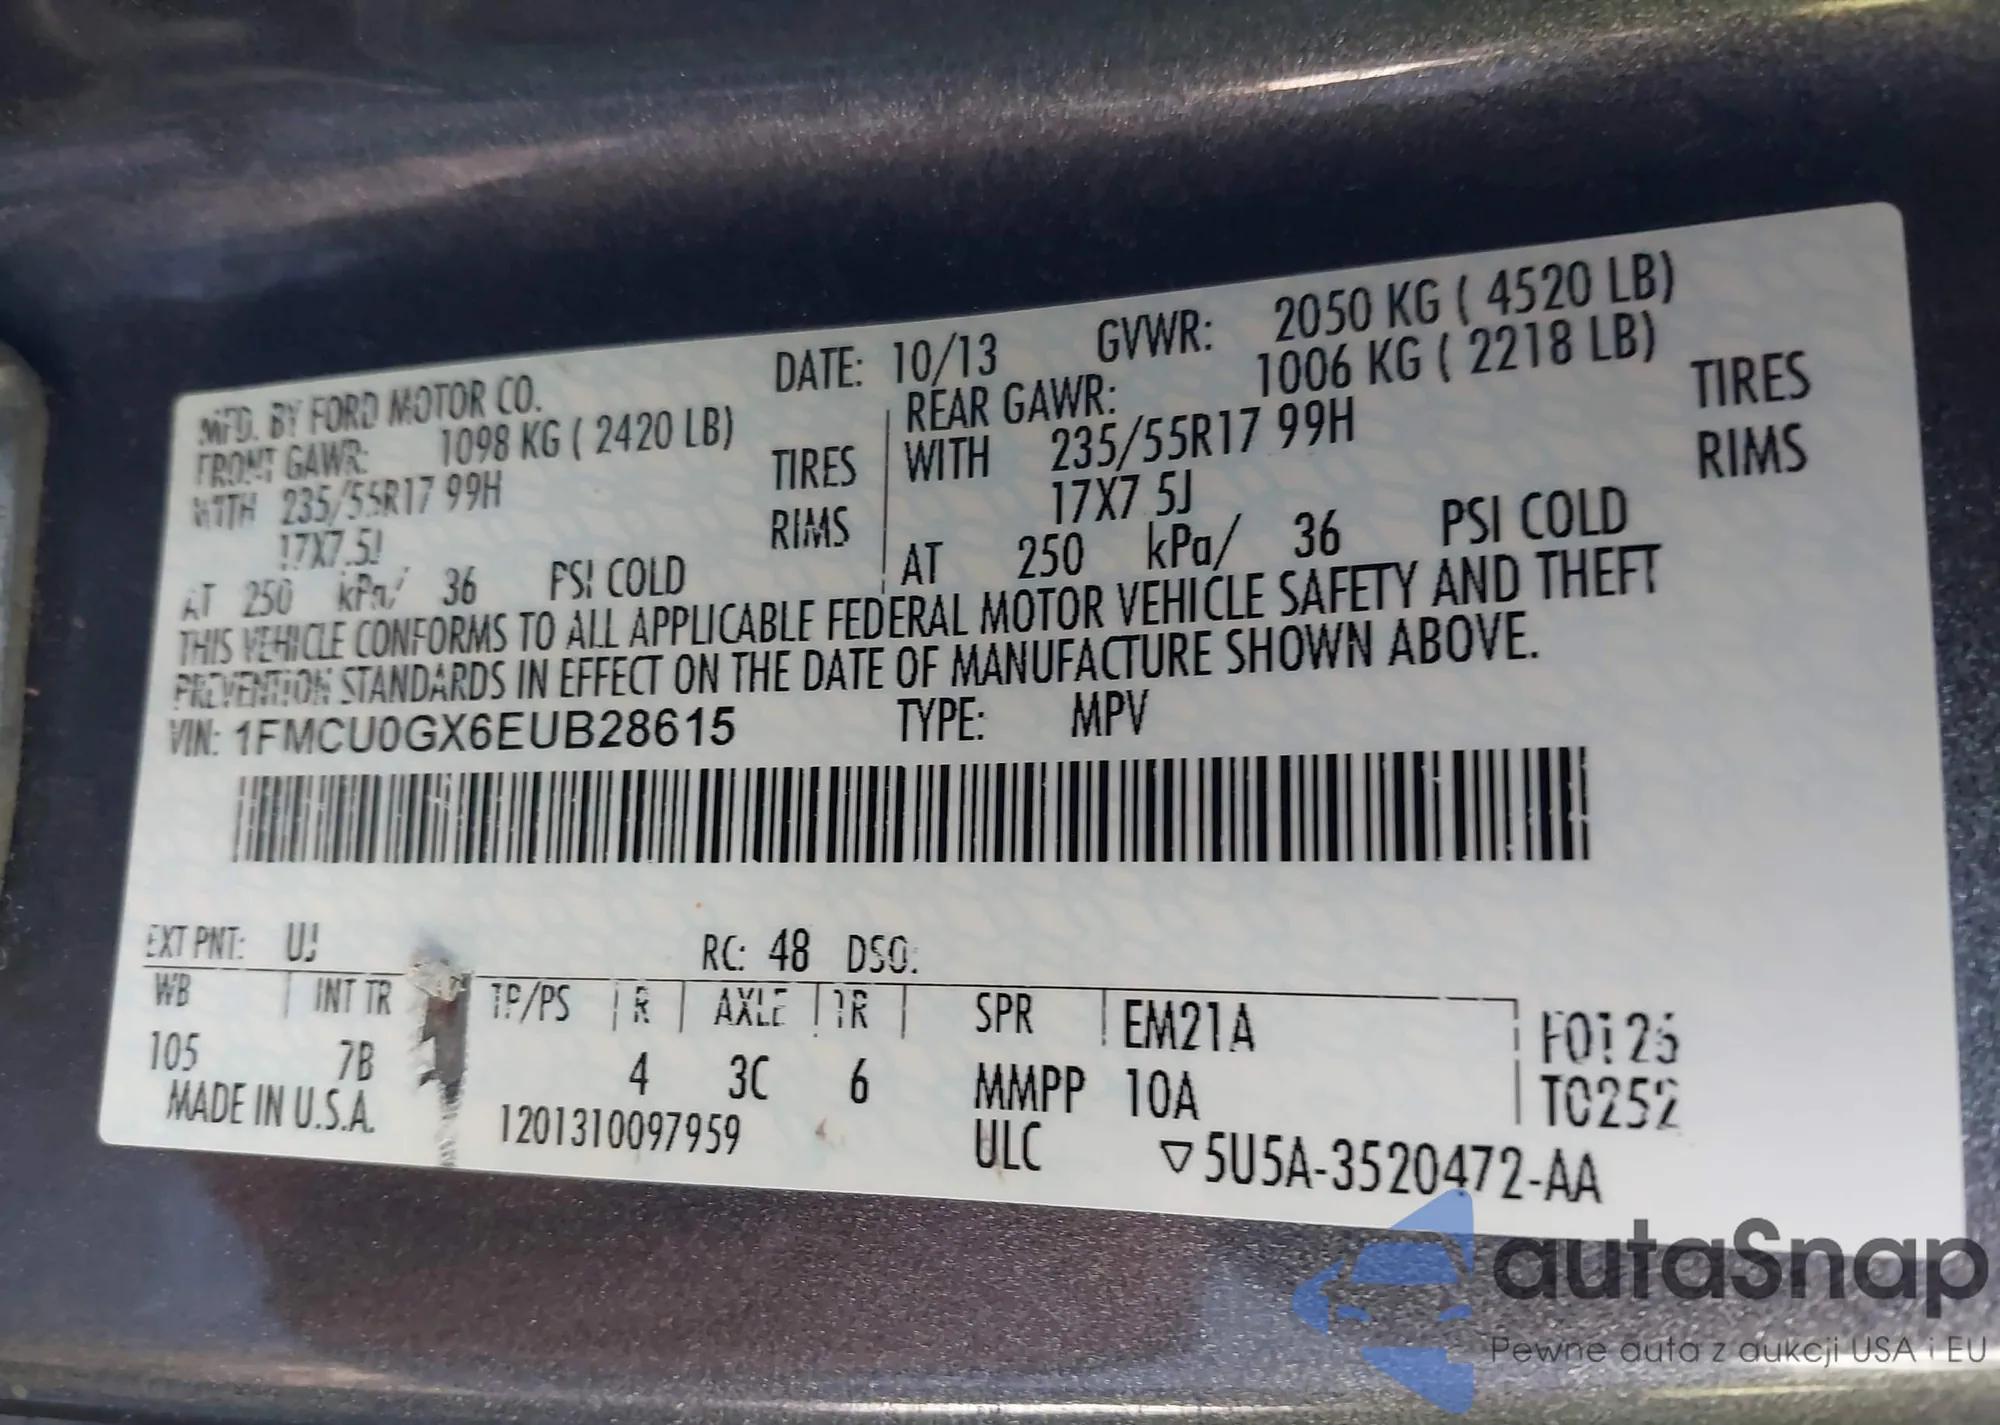 MFD. BY FORD MOTOR CO. DATE: 10/13 GVWR: 2050 KG ( 4520 LB)
FRONT GAWR: 1098 KG ( 2420 LB) REAR GAWR: 1006 KG ( 2218 LB)
WITH 235/55R17 99H TIRES WITH 235/55R17 99H TIRES
17X7.5J RIMS 17X7.5J RIMS
AT 250 kPa/ 36 PSI COLD AT 250 kPa/ 36 PSI COLD
THIS VEHICLE CONFORMS TO ALL APPLICABLE FEDERAL MOTOR VEHICLE SAFETY AND THEFT
PREVENTION STANDARDS IN EFFECT ON THE DATE OF MANUFACTURE SHOWN ABOVE.
VIN: 1FMCU0GX6EUB28615 TYPE: MPV
EXT PNT: UJ RC: 48 DSO:
WB INT TR TP/PS R AXLE TR SPR EM21A F0126
105 7B 4 3C 6 MMPP 10A T0252
MADE IN U.S.A. 1201310097959 ULC ▽5U5A-3520472-AA
autaSnap
Pewne auta z aukcji USA i EU